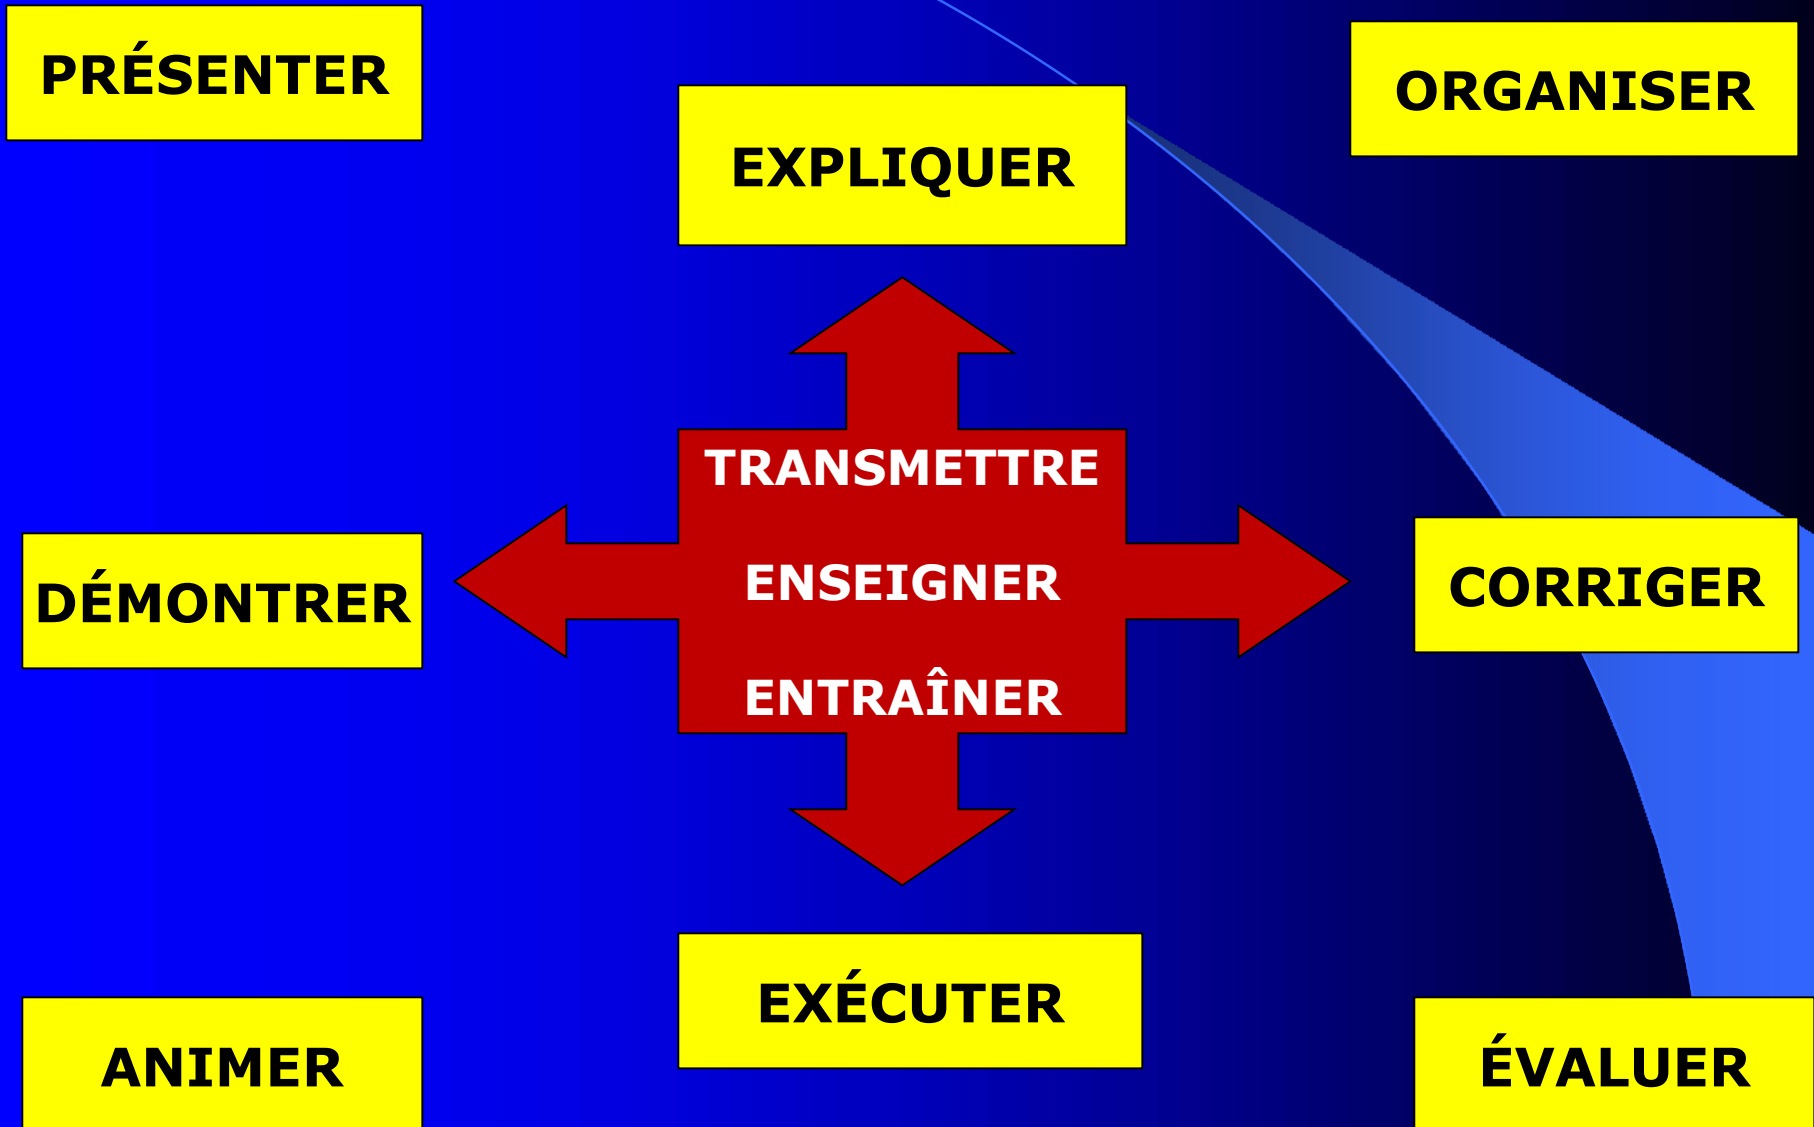 PRÉSENTER
ORGANISER
EXPLIQUER
TRANSMETTRE
ENSEIGNER
ENTRAÎNER
DÉMONTRER
CORRIGER
EXÉCUTER
ANIMER
ÉVALUER